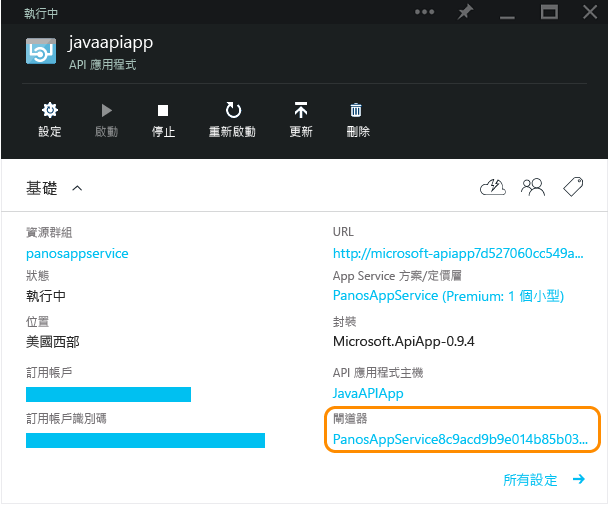 執行中
javaapiapp
API 應用程式
設定
啟動
停止
重新啟動
更新
刪除
基礎
資源群組
panosappservice
狀態
執行中
位置
美國西部
訂用帳戶
訂用帳戶識別碼
URL
http://microsoft-apiapp7d527060cc549a...
App Service 方案/定價層
PanosAppService (Premium: 1 個小型)
封裝
Microsoft.ApiApp-0.9.4
API 應用程式主機
JavaAPIApp
閘道器
PanosAppService8c9acd9b9e014b85b03...
所有設定